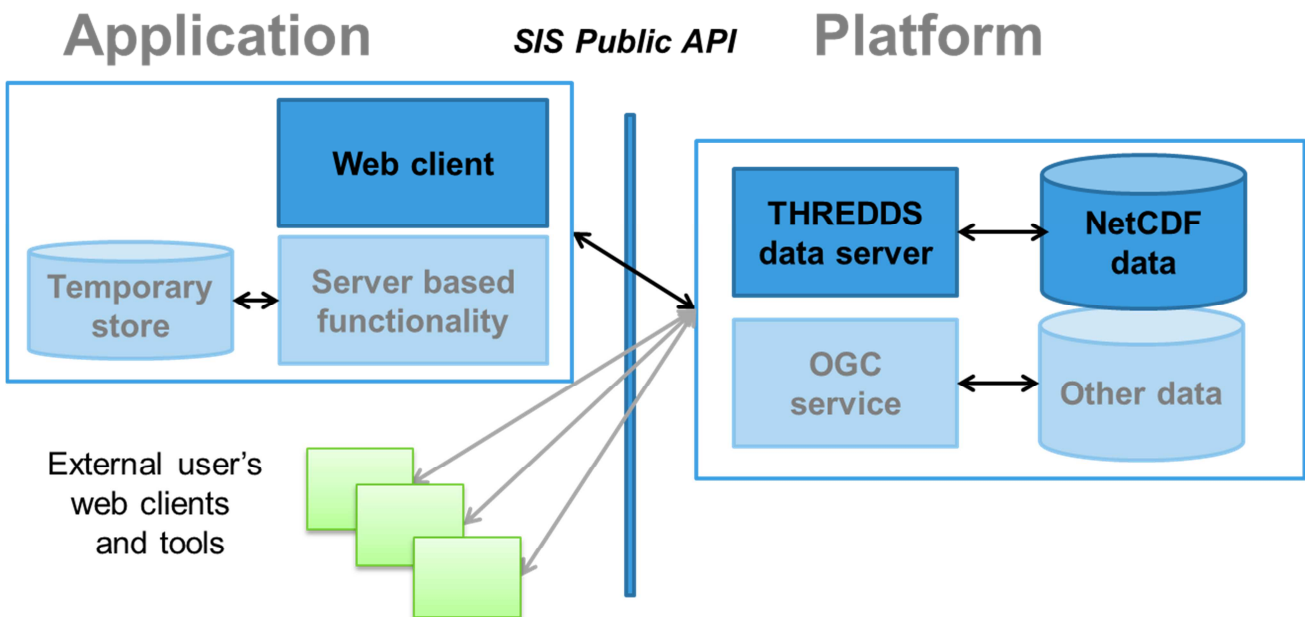 Application
SIS Public API
Platform
Web client
Temporary
store
Server based
functionality
THREDDS
data server
NetCDF
data
OGC
service
Other data
External user's
web clients
and tools